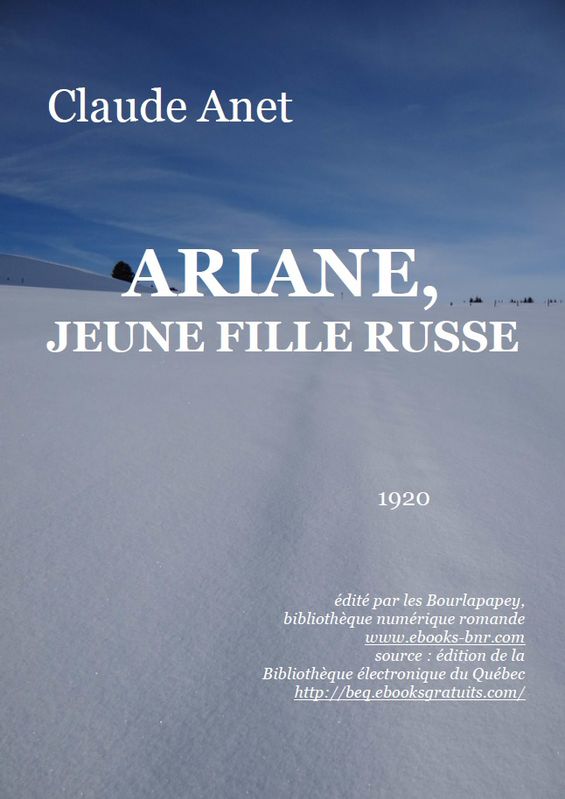 Claude Anet
ARIANE,
JEUNE FILLE RUSSE
1920
édité par les Bourlapapey,
bibliothèque numérique romande
www.ebooks-bnr.com
source : édition de la
Bibliothèque électronique du Québec
http://beq.ebooksgratuits.com/